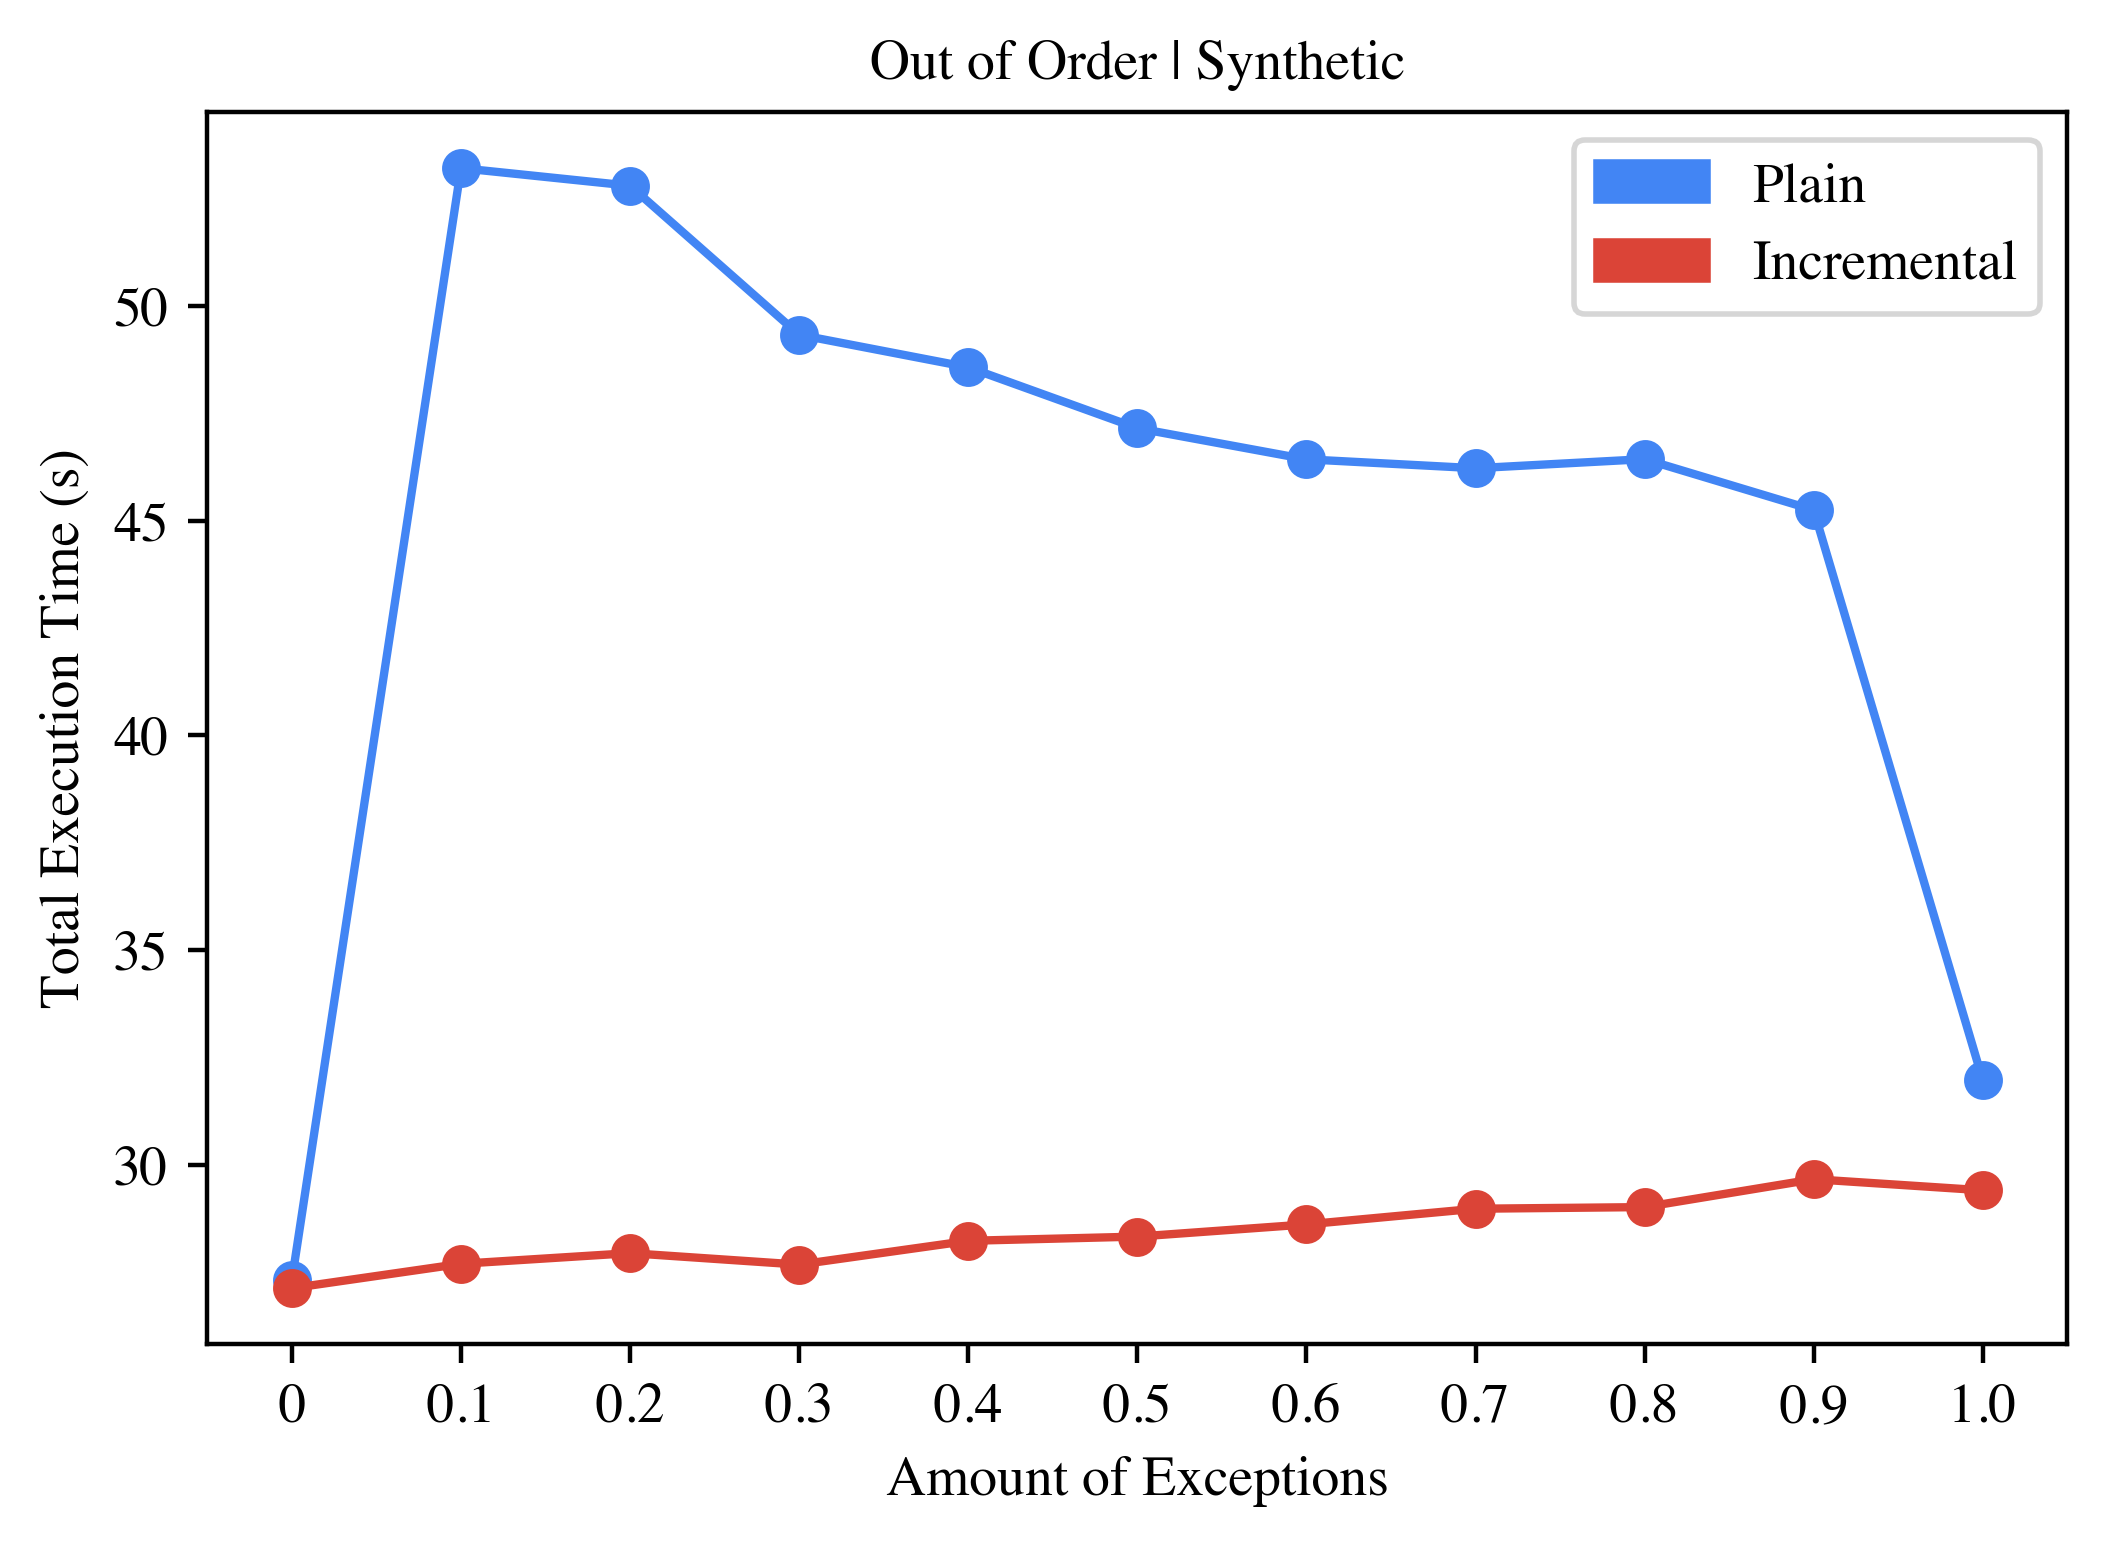 Out of Order | Synthetic
Plain
Incremental
Total Execution Time (s)
50
45
40
35
30
0 0.1 0.2 0.3 0.4 0.5 0.6 0.7 0.8 0.9 1.0
Amount of Exceptions